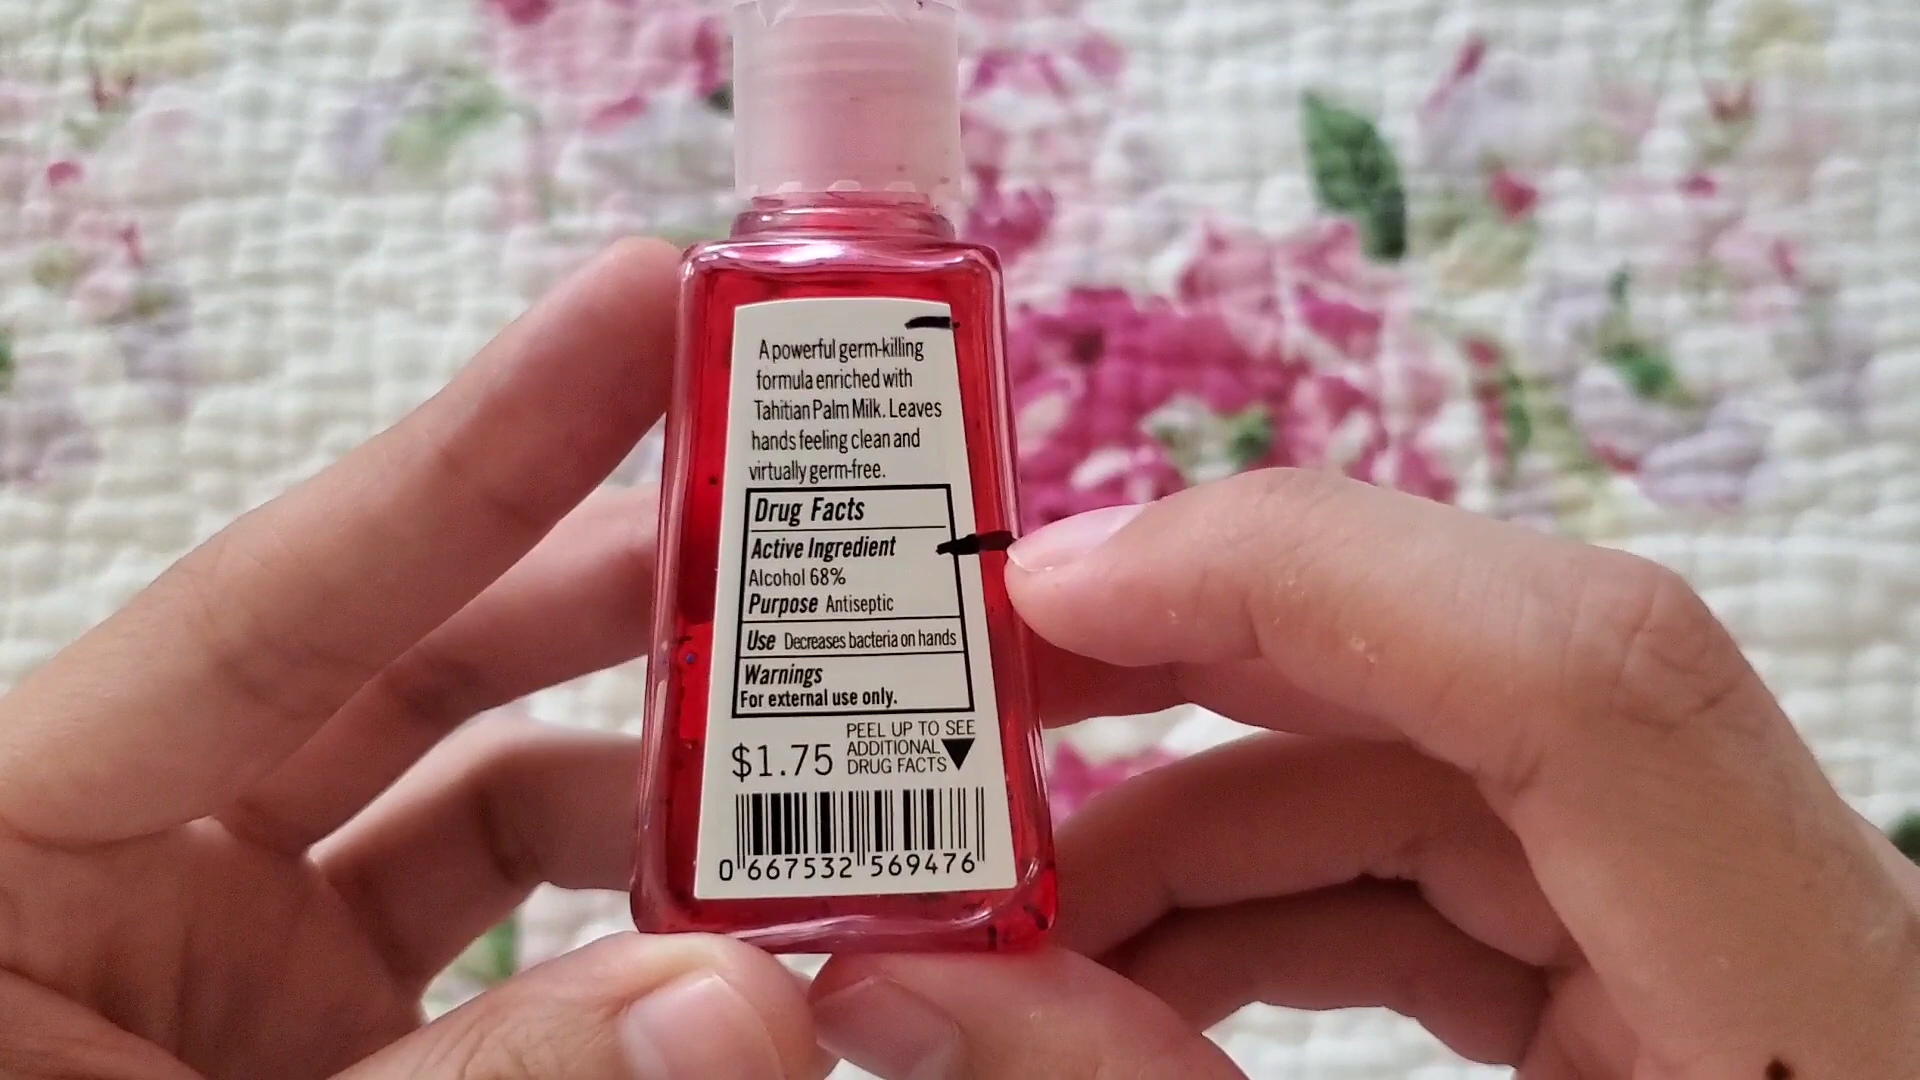 A powerful germ-killing
formula enriched with
Tahitian Palm Milk. Leaves
hands feeling clean and
virtually germ-free.
Drug Facts
Active Ingredient
Alcohol 68%
Purpose Antiseptic
Use Decreases bacteria on hands
Warnings
For external use only.
$1.75
PEEL UP TO SEE
ADDITIONAL
DRUG FACTS
0 667532 569476